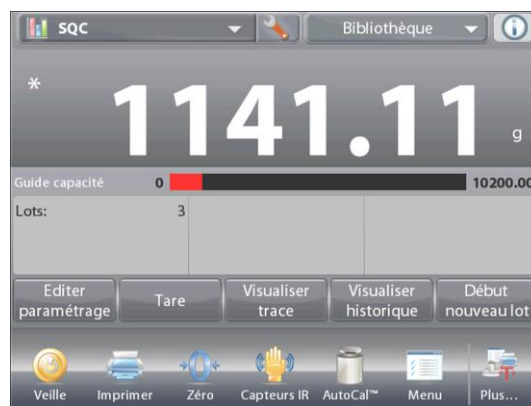 SQC
Bibliothèque
*
1141.11 g
Guide capacité 0 10200.00
Lots: 3
Editer paramétrage
Tare
Visualiser trace
Visualiser historique
Début nouveau lot
Veille
Imprimer
Zéro
Capteurs IR
AutoCal™
Menu
Plus...